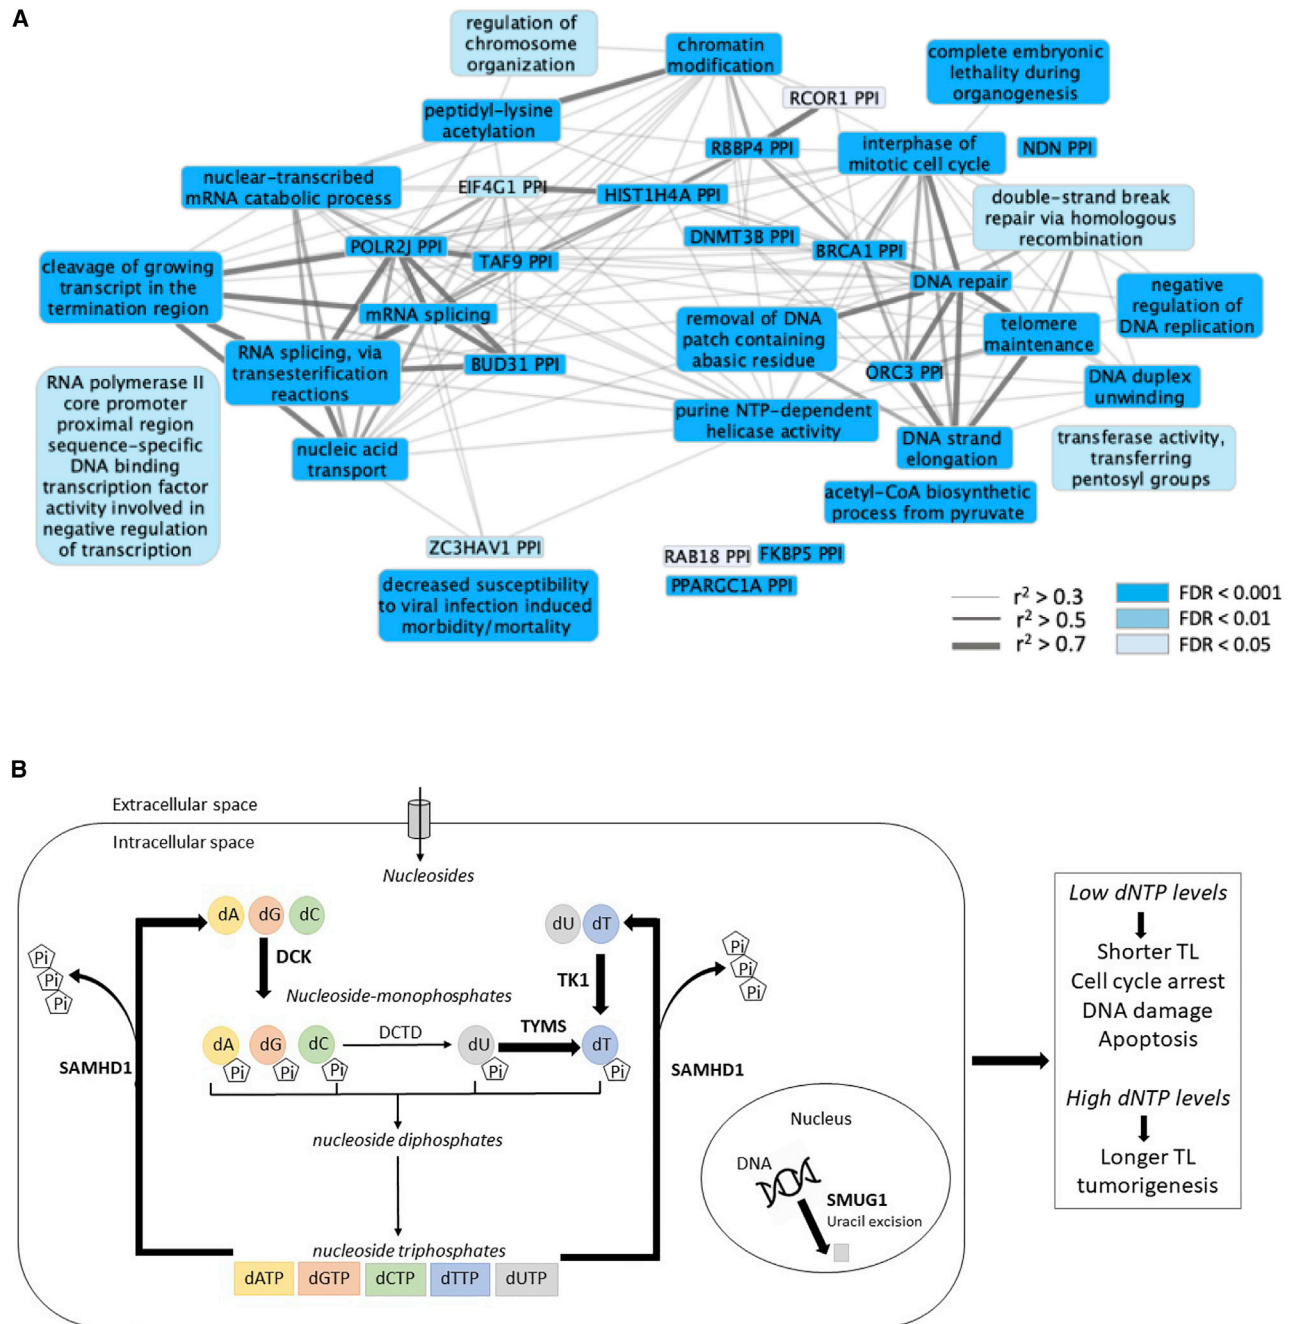 A
regulation of
chromosome
organization
chromatin
modification
complete embryonic
lethality during
organogenesis
RCOR1 PPI
peptidyl-lysine
acetylation
RBBP4 PPI
interphase of
mitotic cell cycle
NDN PPI
nuclear-transcribed
mRNA catabolic process
EIF4G1 PPI
HIST1H4A PPI
double-strand break
repair via homologous
recombination
DNMT3B PPI
BRCA1 PPI
POLR2J PPI
TAF9 PPI
cleavage of growing
transcript in the
termination region
DNA repair
negative
regulation of
DNA replication
mRNA splicing
removal of DNA
patch containing
abasic residue
telomere
maintenance
RNA splicing, via
transesterification
reactions
BUD31 PPI
ORC3 PPI
DNA duplex
unwinding
RNA polymerase II
core promoter
proximal region
sequence-specific
DNA binding
transcription factor
activity involved in
negative regulation
of transcription
purine NTP-dependent
helicase activity
nucleic acid
transport
DNA strand
elongation
transferase activity,
transferring
pentosyl groups
acetyl-CoA biosynthetic
process from pyruvate
ZC3HAV1 PPI
RAB18 PPI
FKBP5 PPI
PPARGC1A PPI
decreased susceptibility
to viral infection induced
morbidity/mortality
r² > 0.3
r² > 0.5
r² > 0.7
FDR < 0.001
FDR < 0.01
FDR < 0.05
B
Extracellular space
Intracellular space
Nucleosides
dA
dG
dC
dU
dT
DCK
TK1
Nucleoside-monophosphates
Pi
Pi
Pi
Pi
Pi
Pi
SAMHD1
dA
dG
dC
DCTD
dU
TYMS
dT
Pi
Pi
Pi
Pi
Pi
SAMHD1
nucleoside diphosphates
nucleoside triphosphates
dATP
dGTP
dCTP
dTTP
dUTP
Nucleus
DNA
SMUG1
Uracil excision
Low dNTP levels
Shorter TL
Cell cycle arrest
DNA damage
Apoptosis
High dNTP levels
Longer TL
tumorigenesis